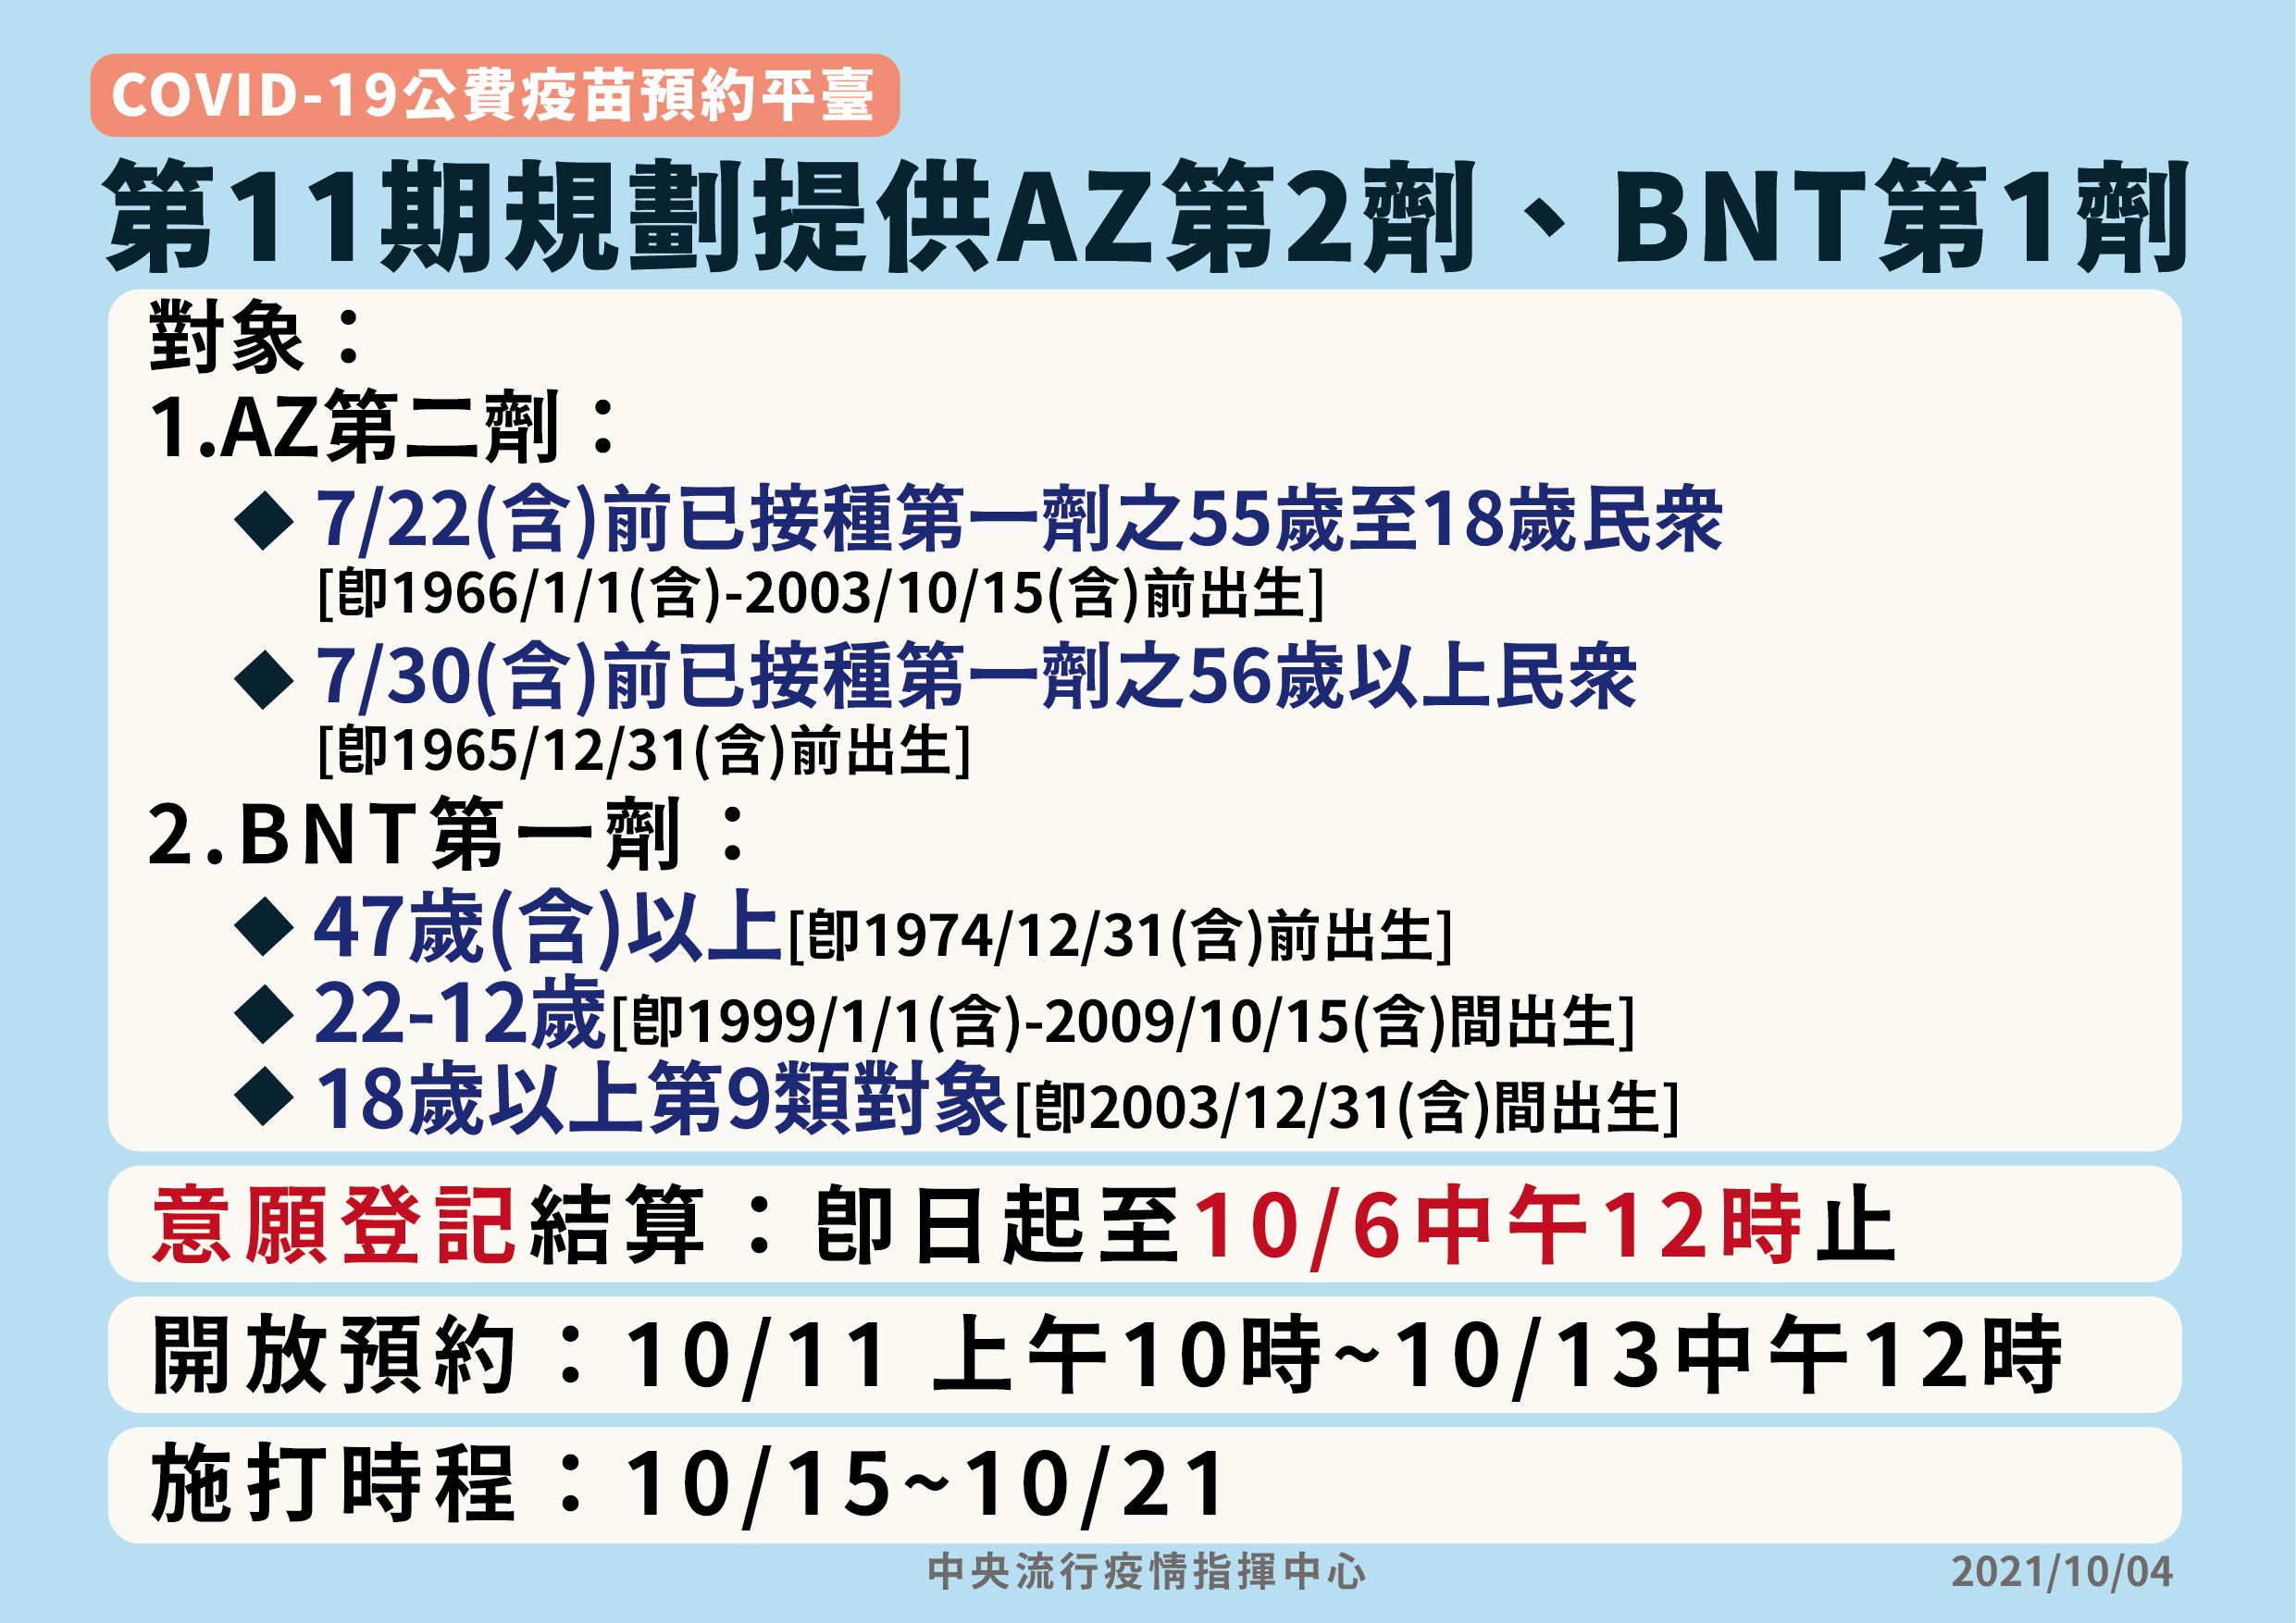 COVID-19公費疫苗預約平臺
第11期規劃提供AZ第2劑、BNT第1劑
對象：
1.AZ第二劑：
◆ 7/22(含)前已接種第一劑之55歲至18歲民眾
[即1966/1/1(含)-2003/10/15(含)前出生]
◆ 7/30(含)前已接種第一劑之56歲以上民眾
[即1965/12/31(含)前出生]
2.BNT第一劑：
◆ 47歲(含)以上[即1974/12/31(含)前出生]
◆ 22-12歲[即1999/1/1(含)-2009/10/15(含)間出生]
◆ 18歲以上第9類對象[即2003/12/31(含)間出生]
意願登記結算：即日起至10/6中午12時止
開放預約：10/11 上午10時~10/13中午12時
施打時程：10/15~10/21
中央流行疫情指揮中心
2021/10/04